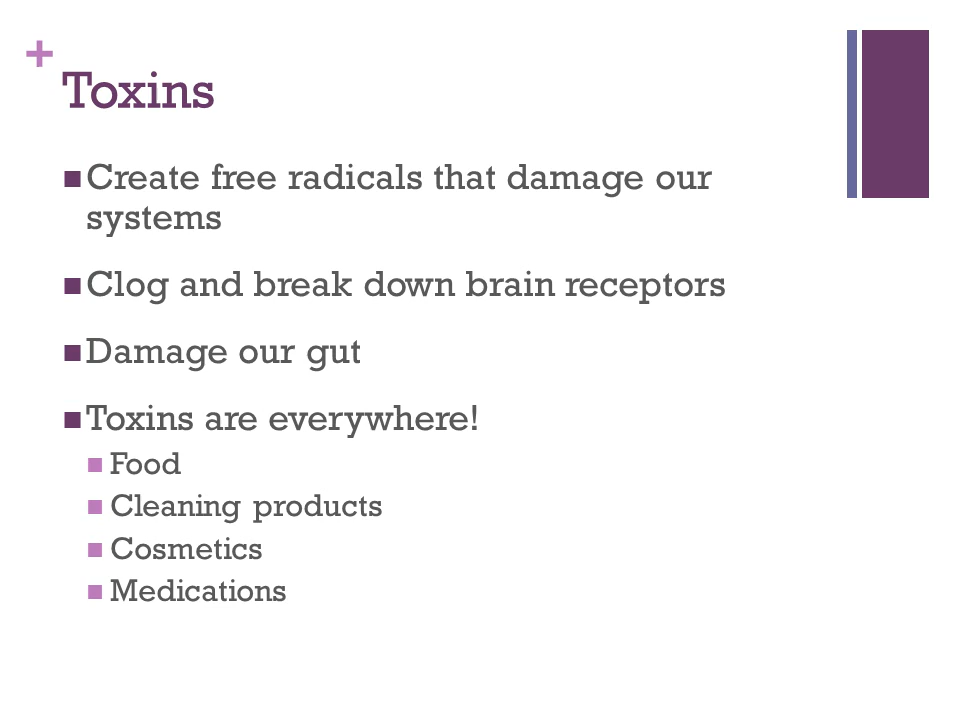 +
Toxins
Create free radicals that damage our
systems
Clog and break down brain receptors
Damage our gut
Toxins are everywhere!
Food
Cleaning products
Cosmetics
Medications